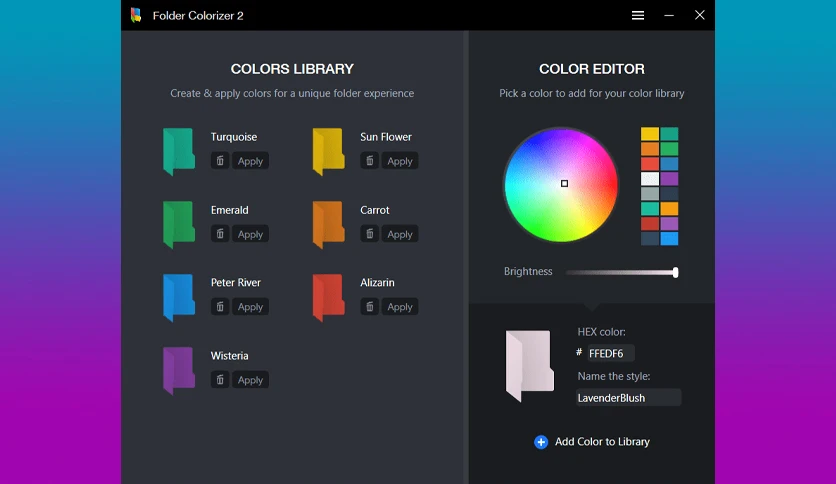 Folder Colorizer 2
COLORS LIBRARY
Create & apply colors for a unique folder experience
Turquoise
Apply
Sun Flower
Apply
Emerald
Apply
Carrot
Apply
Peter River
Apply
Alizarin
Apply
Wisteria
Apply
COLOR EDITOR
Pick a color to add for your color library
Brightness
HEX color:
# FFEDF6
Name the style:
LavenderBlush
Add Color to Library